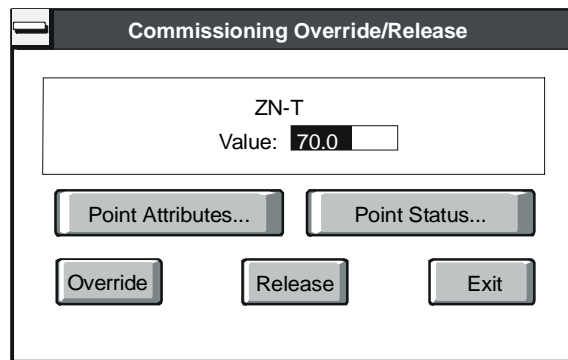 Commissioning Override/Release
ZN-T
Value: 70.0
Point Attributes... Point Status...
Override Release Exit